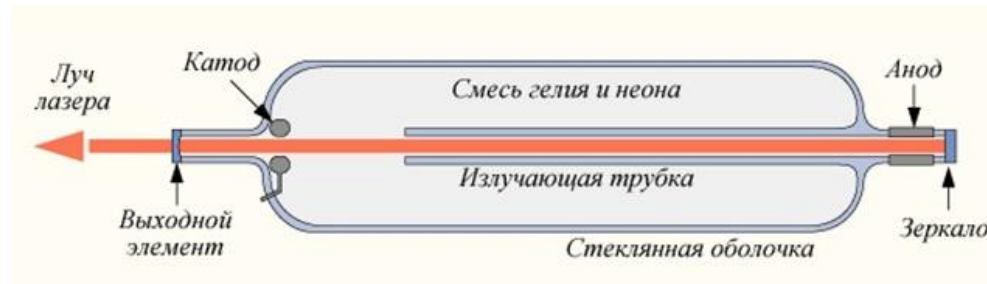 Луч
лазера
Катод
Смесь гелия и неона
Анод
Излучающая трубка
Выходной
элемент
Стеклянная оболочка
Зеркало